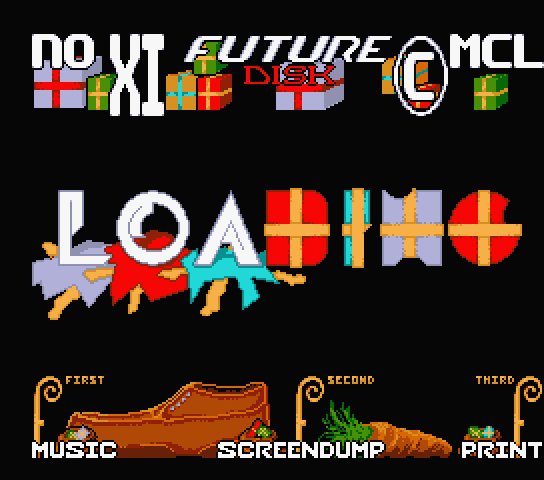 NO XI FUTURE DISK © MCL
LOADING
FIRST SECOND THIRD
MUSIC SCREENDUMP PRINT